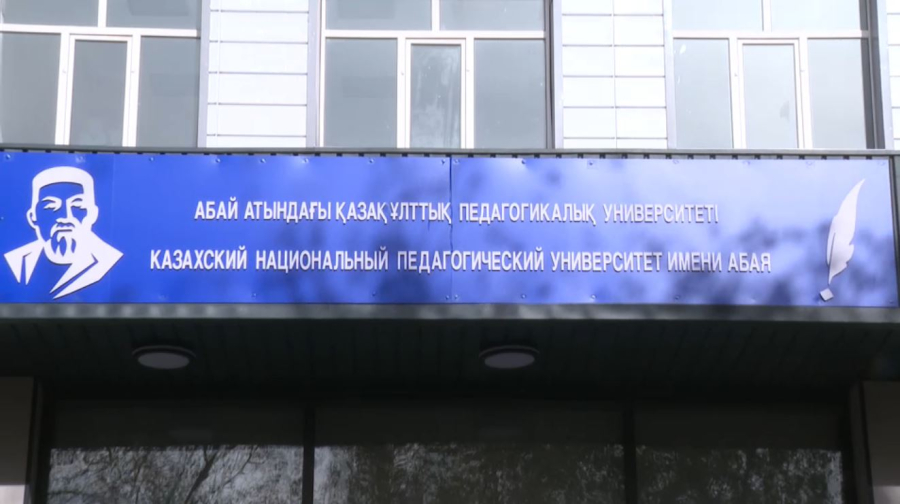 АБАЙ АТЫНДАҒЫ ҚАЗАҚ ҰЛТТЫҚ ПЕДАГОГИКАЛЫҚ УНИВЕРСИТЕТІ
КАЗАХСКИЙ НАЦИОНАЛЬНЫЙ ПЕДАГОГИЧЕСКИЙ УНИВЕРСИТЕТ ИМЕНИ АБАЯ